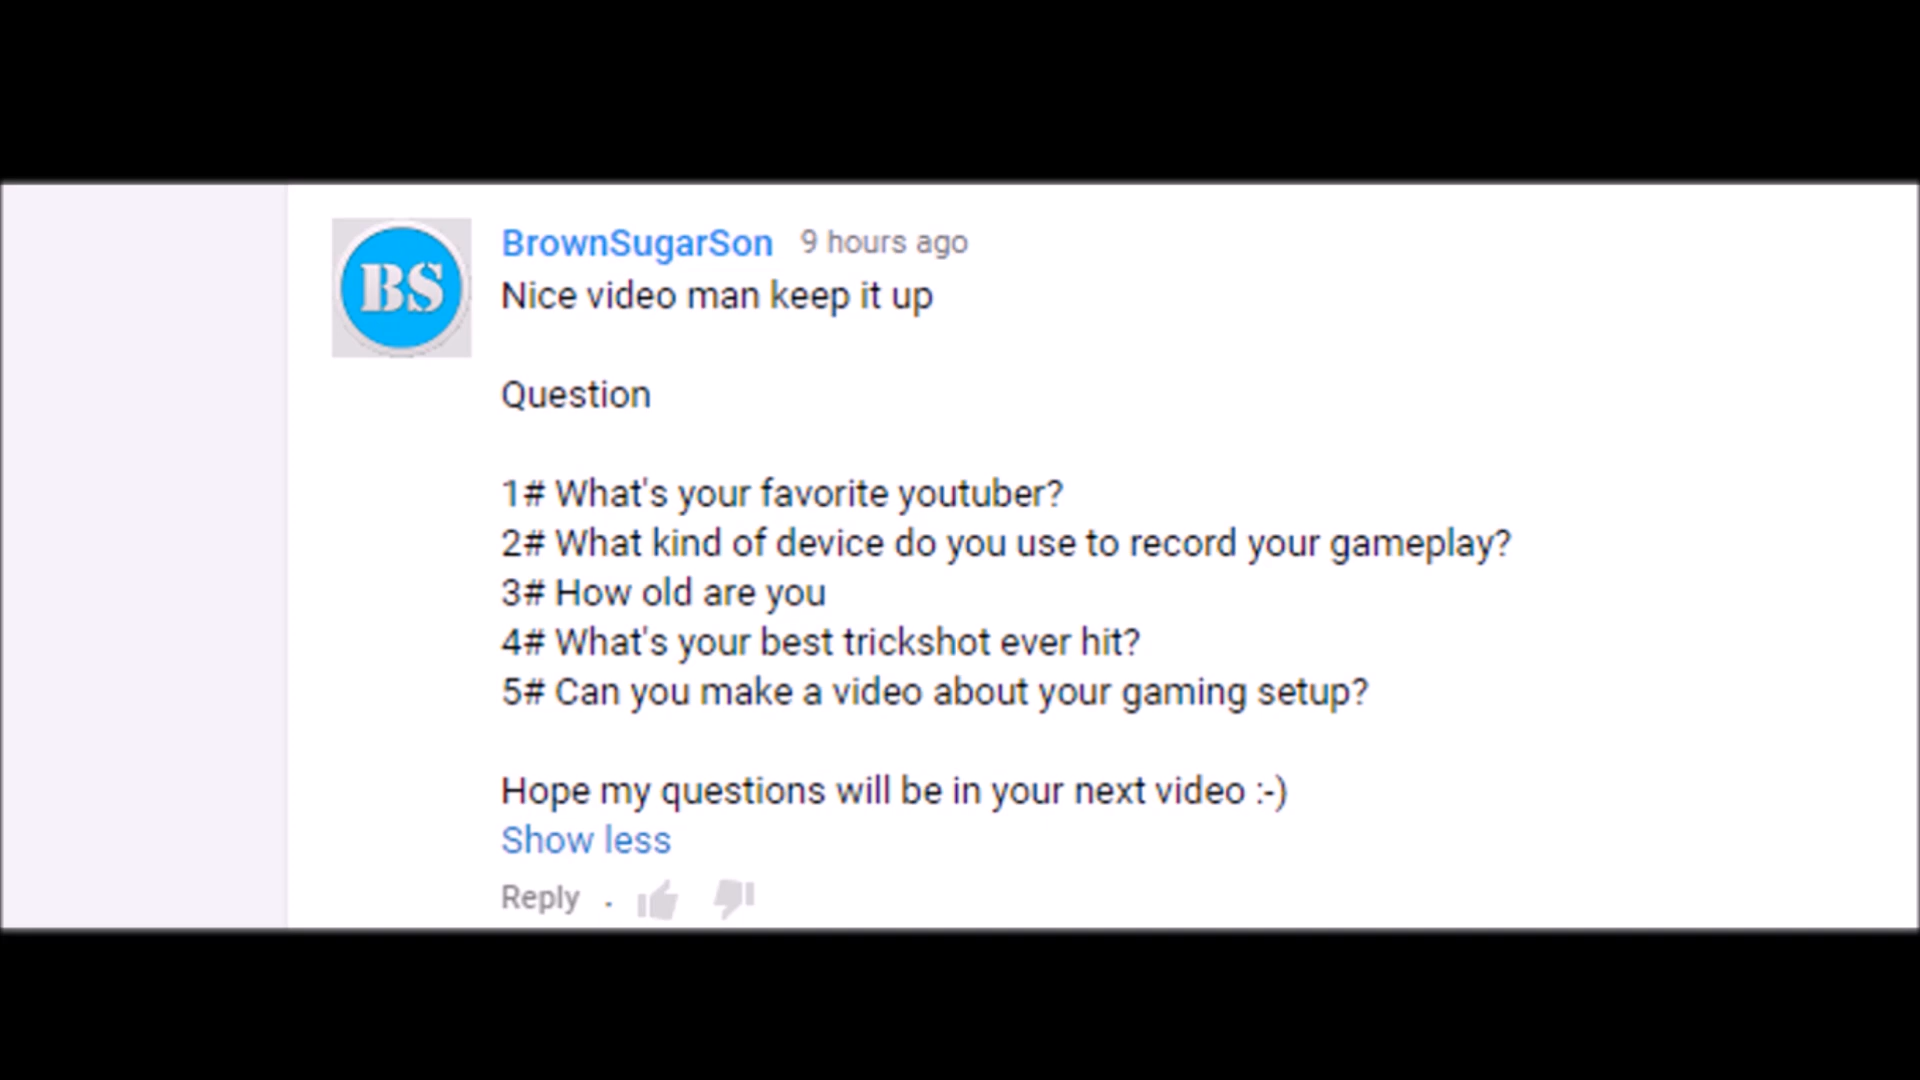 BS
BrownSugarSon 9 hours ago
Nice video man keep it up
Question
1# What's your favorite youtuber?
2# What kind of device do you use to record your gameplay?
3# How old are you
4# What's your best trickshot ever hit?
5# Can you make a video about your gaming setup?
Hope my questions will be in your next video :-)
Show less
Reply .